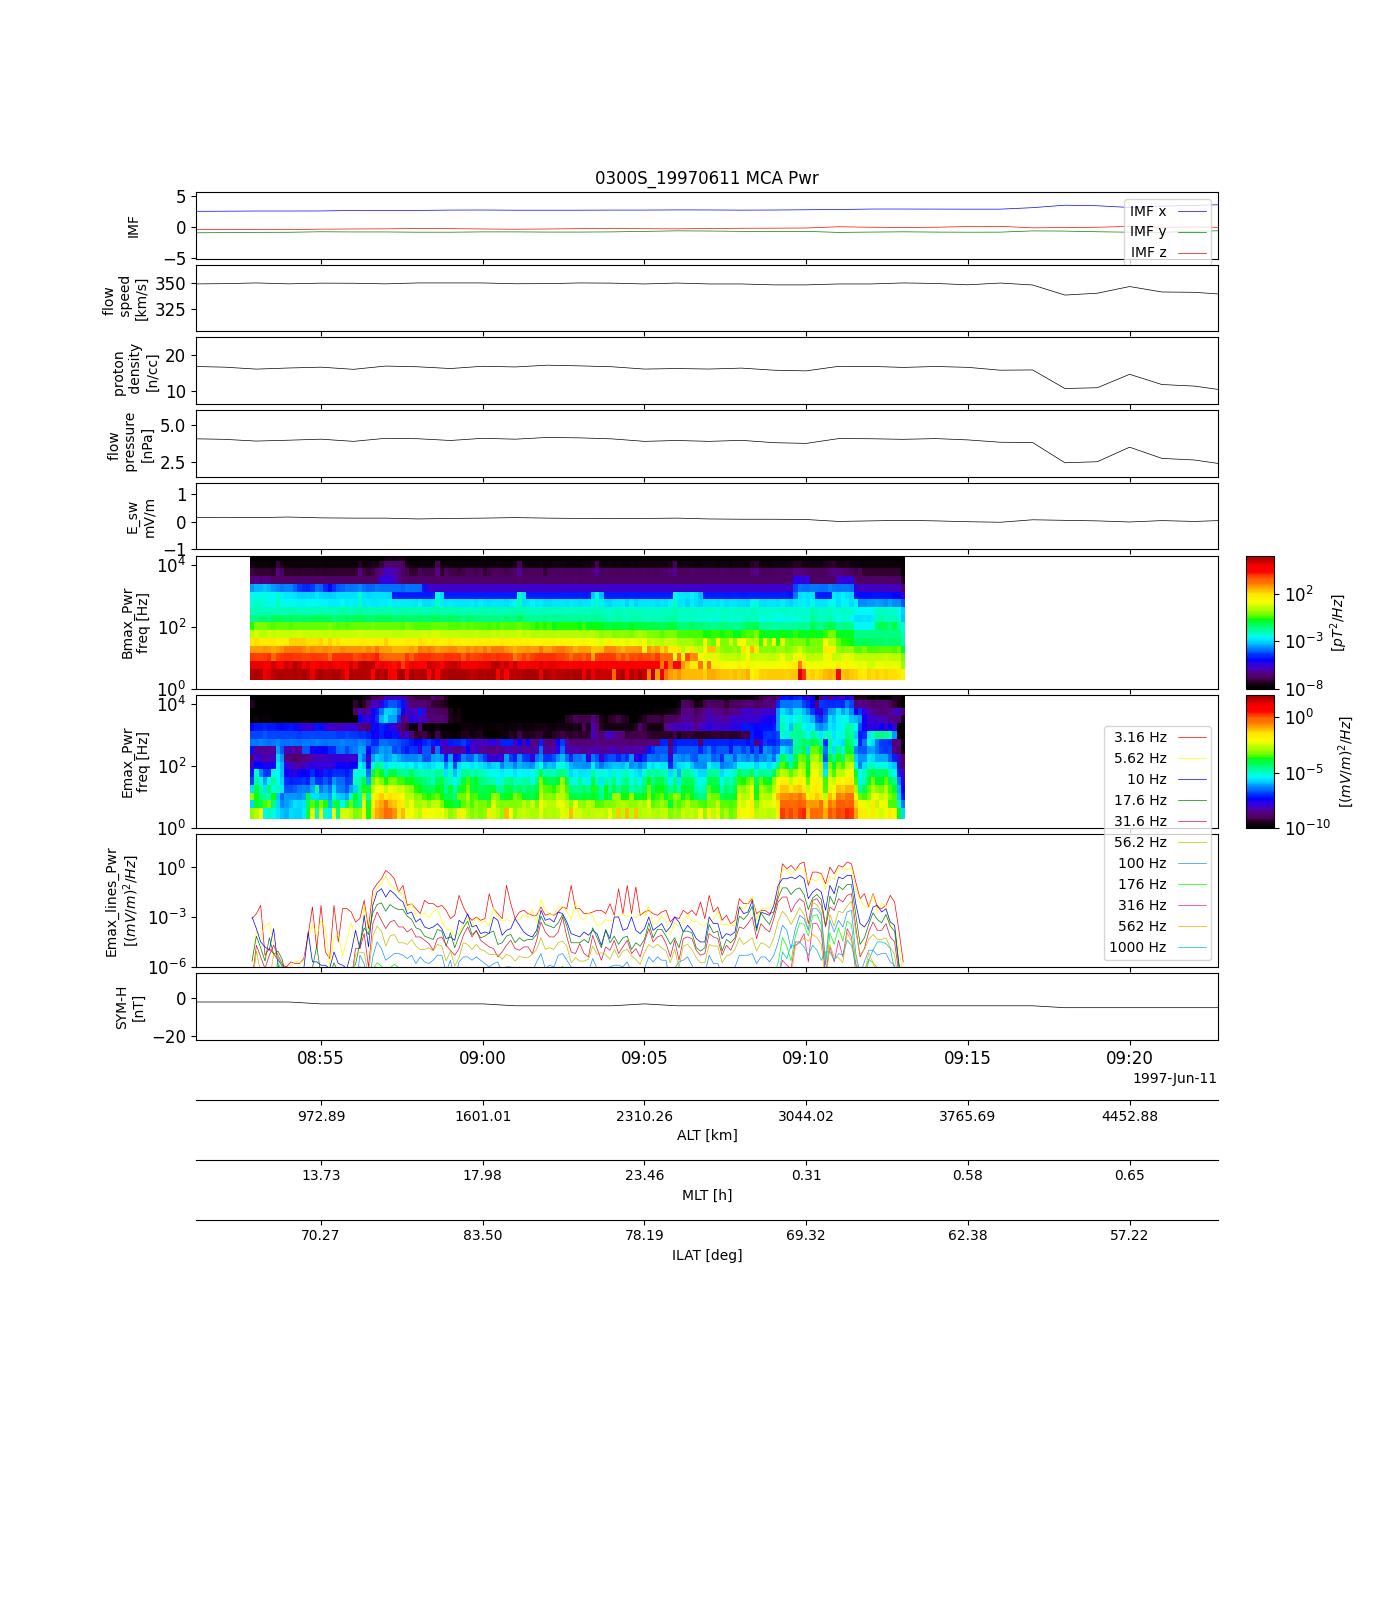 0300S_19970611 MCA Pwr
5
0
−5
IMF
IMF x
IMF y
IMF z
350
325
flow
speed
[km/s]
20
10
proton
density
[n/cc]
5.0
2.5
flow
pressure
[nPa]
1
0
−1
E_sw
mV/m
10^4
10^2
10^0
Bmax_Pwr
freq [Hz]
10^2
10^−3
10^−8
[pT^2/Hz]
10^4
10^2
10^0
Emax_Pwr
freq [Hz]
10^0
10^−5
10^−10
[(mV/m)^2/Hz]
3.16 Hz
5.62 Hz
10 Hz
17.6 Hz
31.6 Hz
56.2 Hz
100 Hz
176 Hz
316 Hz
562 Hz
1000 Hz
10^0
10^−3
10^−6
Emax_lines_Pwr
[(mV/m)^2/Hz]
0
−20
SYM-H
[nT]
08:55 09:00 09:05 09:10 09:15 09:20
1997-Jun-11
972.89 1601.01 2310.26 3044.02 3765.69 4452.88
ALT [km]
13.73 17.98 23.46 0.31 0.58 0.65
MLT [h]
70.27 83.50 78.19 69.32 62.38 57.22
ILAT [deg]